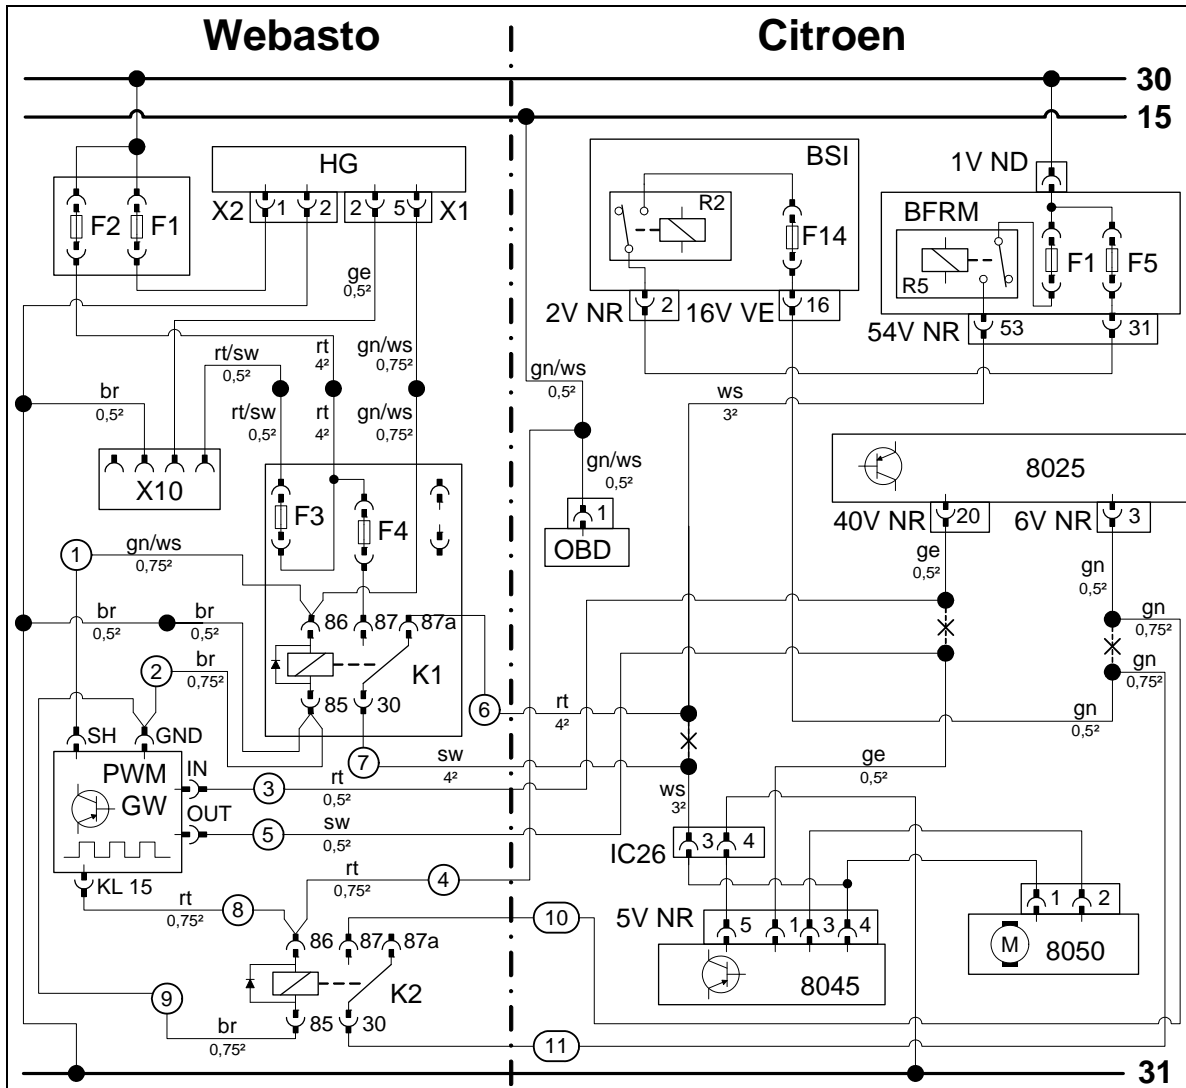 Webasto
Citroen
30
15
HG
X2
1
2
2
5
X1
F2
F1
BSI
R2
F14
2V NR
2
16V VE
16
1V ND
BFRM
R5
F1
F5
54V NR
53
31
ge
0,5²
rt/sw
0,5²
rt
4²
gn/ws
0,75²
gn/ws
0,5²
br
0,5²
rt/sw
0,5²
rt
4²
gn/ws
0,75²
ws
3²
X10
gn/ws
0,5²
1
OBD
8025
40V NR
20
6V NR
3
F3
F4
1
gn/ws
0,75²
ge
0,5²
gn
0,5²
br
0,5²
br
0,5²
86
87
87a
gn
0,75²
2
br
0,75²
K1
gn
0,75²
85
30
6
rt
4²
gn
0,5²
SH
GND
7
sw
4²
ge
0,5²
PWM
GW
IN
3
rt
0,5²
ws
3²
OUT
5
sw
0,5²
IC26
3
4
KL 15
rt
0,75²
8
rt
0,75²
4
1
2
5V NR
5
1
3
4
10
86
87
87a
M
8050
8045
K2
9
br
0,75²
85
30
11
31